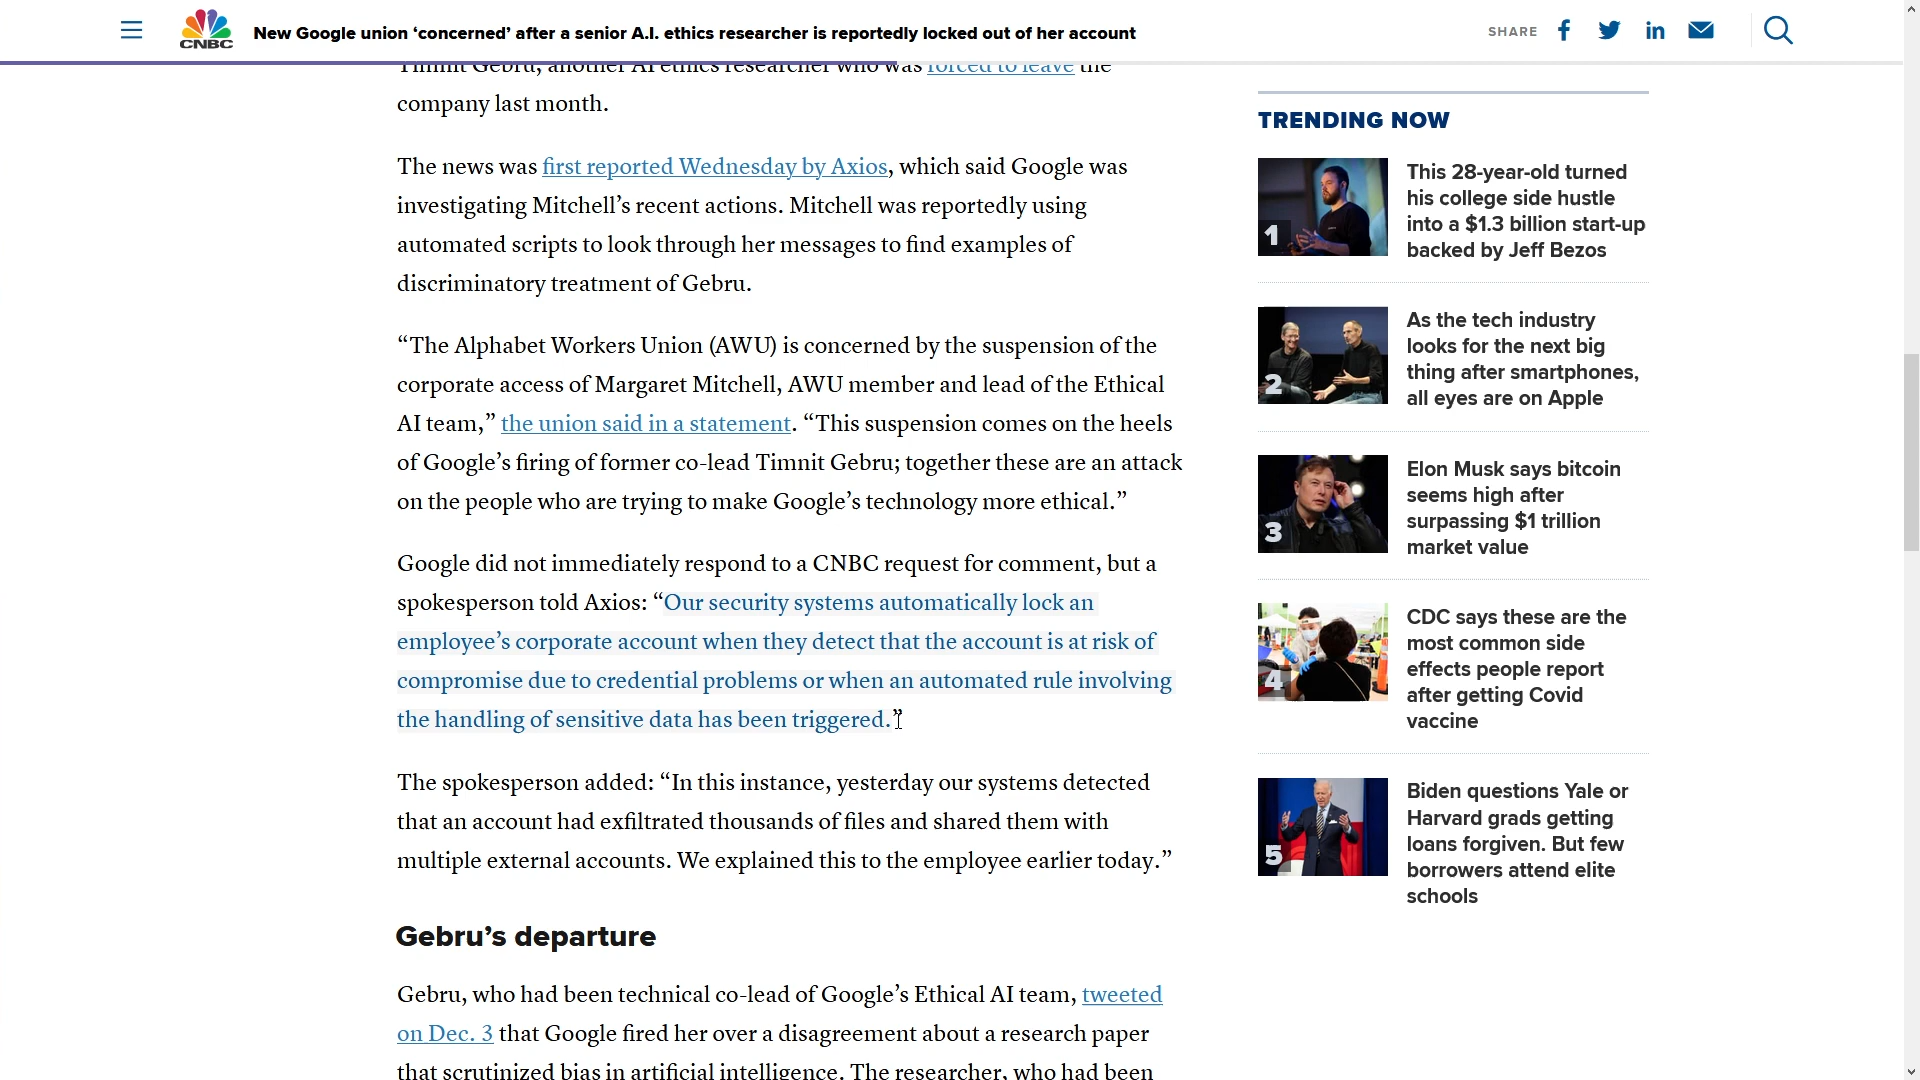 CNBC
New Google union ‘concerned’ after a senior A.I. ethics researcher is reportedly locked out of her account
SHARE
Timnit Gebru, another AI ethics researcher who was forced to leave the
company last month.
The news was first reported Wednesday by Axios, which said Google was
investigating Mitchell’s recent actions. Mitchell was reportedly using
automated scripts to look through her messages to find examples of
discriminatory treatment of Gebru.
“The Alphabet Workers Union (AWU) is concerned by the suspension of the
corporate access of Margaret Mitchell, AWU member and lead of the Ethical
AI team,” the union said in a statement. “This suspension comes on the heels
of Google’s firing of former co-lead Timnit Gebru; together these are an attack
on the people who are trying to make Google’s technology more ethical.”
Google did not immediately respond to a CNBC request for comment, but a
spokesperson told Axios: “Our security systems automatically lock an
employee’s corporate account when they detect that the account is at risk of
compromise due to credential problems or when an automated rule involving
the handling of sensitive data has been triggered.”
The spokesperson added: “In this instance, yesterday our systems detected
that an account had exfiltrated thousands of files and shared them with
multiple external accounts. We explained this to the employee earlier today.”
Gebru’s departure
Gebru, who had been technical co-lead of Google’s Ethical AI team, tweeted
on Dec. 3 that Google fired her over a disagreement about a research paper
that scrutinized bias in artificial intelligence. The researcher, who had been
TRENDING NOW
1
This 28-year-old turned
his college side hustle
into a $1.3 billion start-up
backed by Jeff Bezos
2
As the tech industry
looks for the next big
thing after smartphones,
all eyes are on Apple
3
Elon Musk says bitcoin
seems high after
surpassing $1 trillion
market value
4
CDC says these are the
most common side
effects people report
after getting Covid
vaccine
5
Biden questions Yale or
Harvard grads getting
loans forgiven. But few
borrowers attend elite
schools